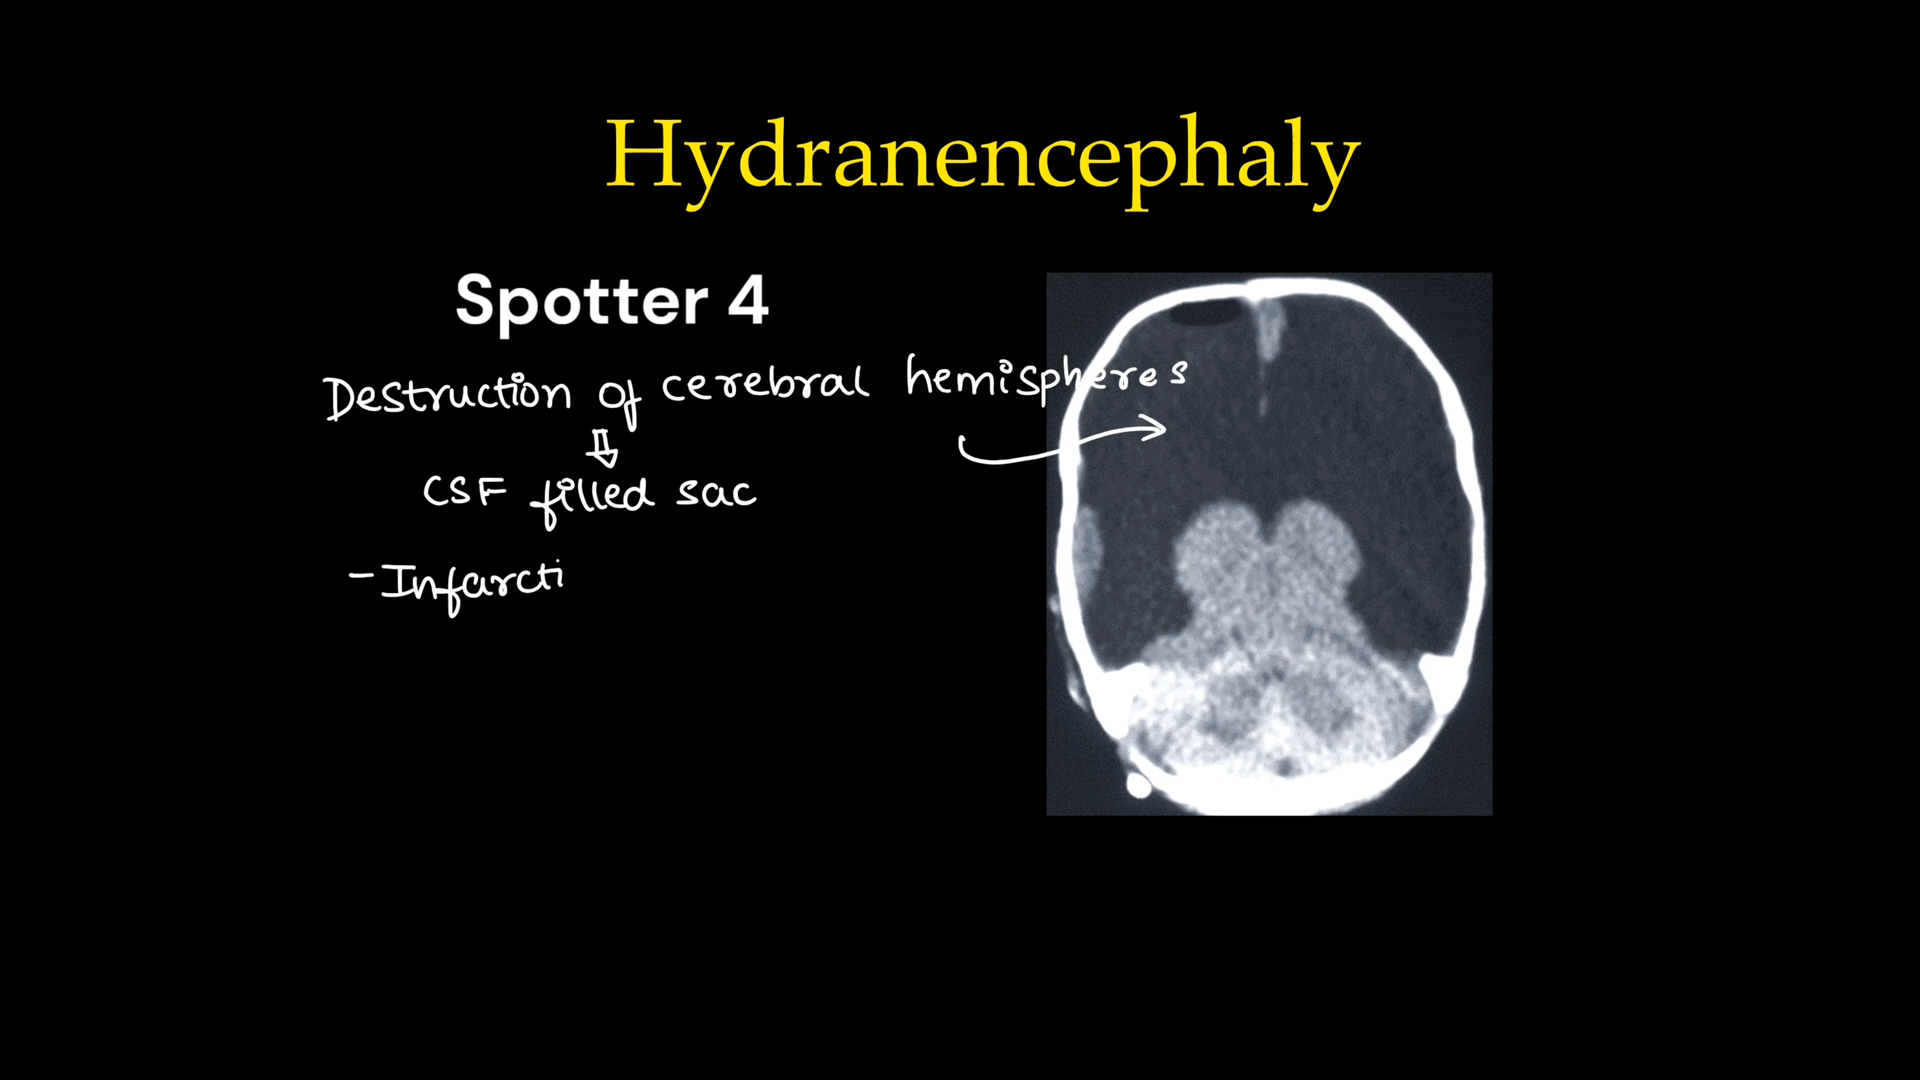 Hydranencephaly
Spotter 4
Destruction of cerebral hemispheres
CSF filled sac
- Infarcti